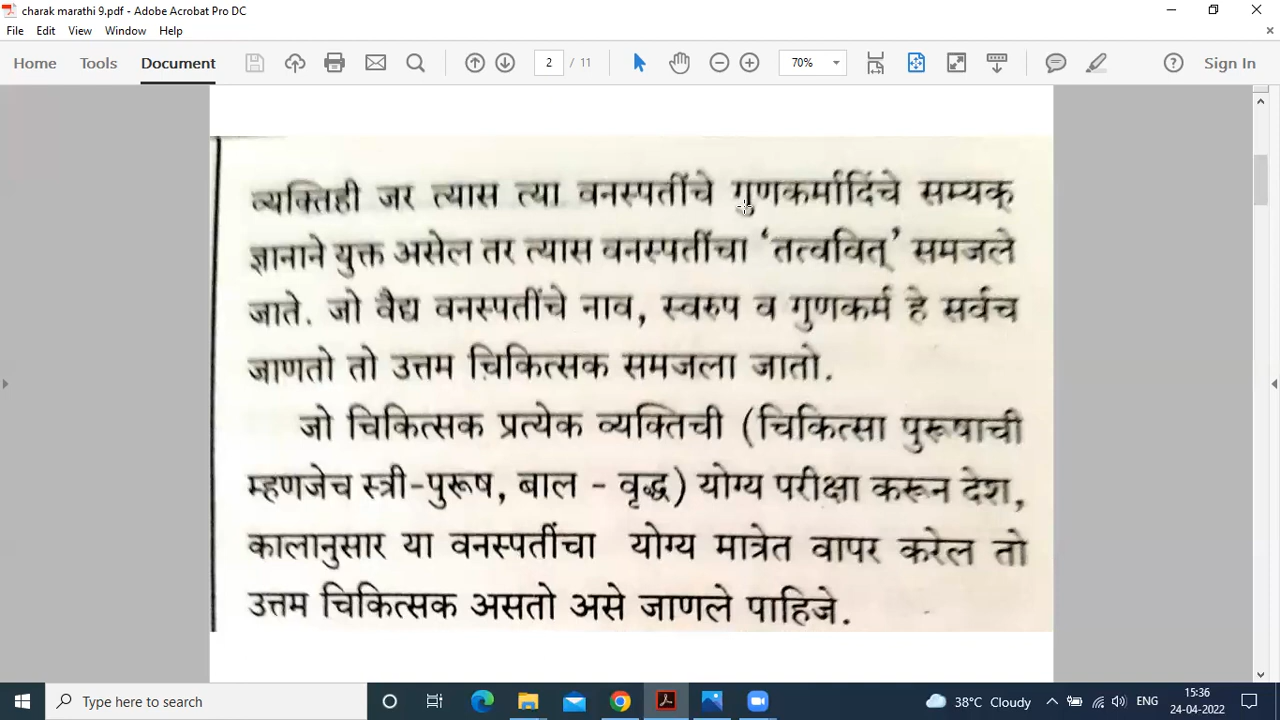 charak marathi 9.pdf - Adobe Acrobat Pro DC
File Edit View Window Help
Home Tools Document 2 / 11 70% Sign In
व्यक्तिही जर त्यास त्या वनस्पतींचे गुणकर्मादिंचे सम्यक्
ज्ञानाने युक्त असेल तर त्यास वनस्पतींचा ‘तत्ववित्’ समजले
जाते. जो वैद्य वनस्पतींचे नाव, स्वरुप व गुणकर्म हे सर्वच
जाणतो तो उत्तम चिकित्सक समजला जातो.
जो चिकित्सक प्रत्येक व्यक्तिची (चिकित्सा पुरूषाची
म्हणजेच स्त्री-पुरूष, बाल - वृद्ध) योग्य परीक्षा करून देश,
कालानुसार या वनस्पतींचा योग्य मात्रेत वापर करेल तो
उत्तम चिकित्सक असतो असे जाणले पाहिजे.
Type here to search 38°C Cloudy ENG 15:36
24-04-2022